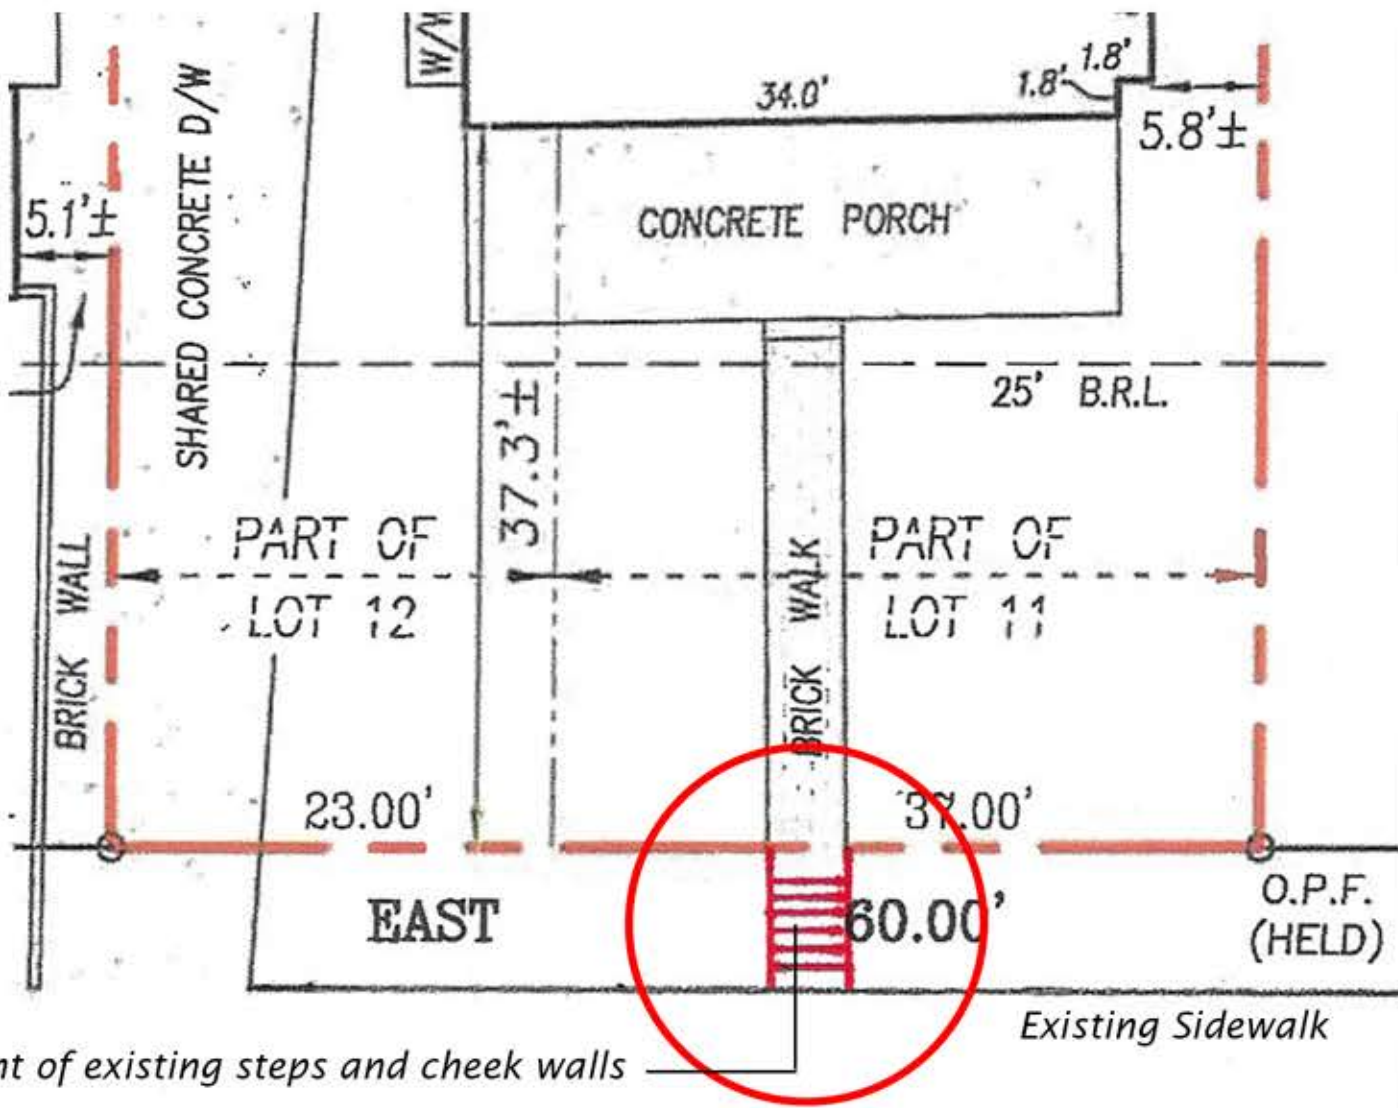 W/W
34.0'
1.8'
1.8'
5.8'±
5.1'±
SHARED CONCRETE D/W
CONCRETE PORCH
25' B.R.L.
37.3'±
PART OF
LOT 12
BRICK WALK
PART OF
LOT 11
BRICK WALL
23.00'
37.00'
EAST
60.00'
O.P.F.
(HELD)
Existing Sidewalk
of existing steps and cheek walls